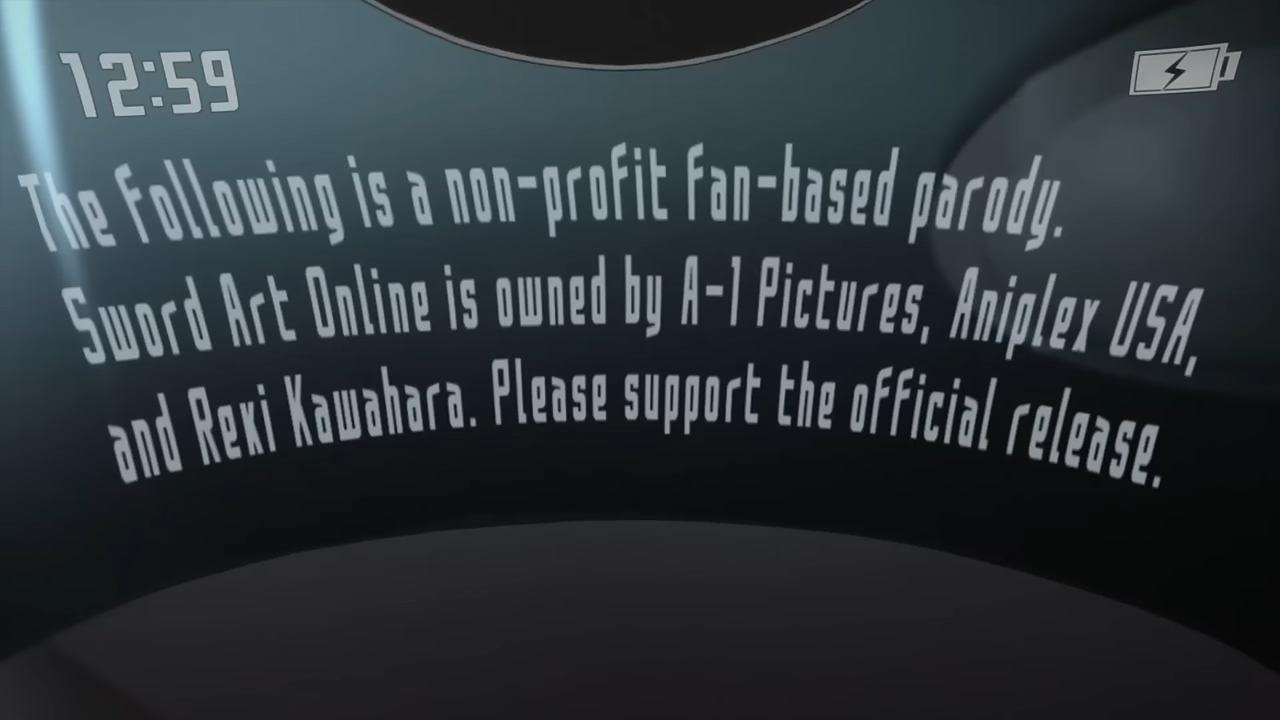 12:59
The Following is a non-profit fan-based parody.
Sword Art Online is owned by A-1 Pictures, Aniplex USA,
and Rexi Kawahara. Please support the official release.